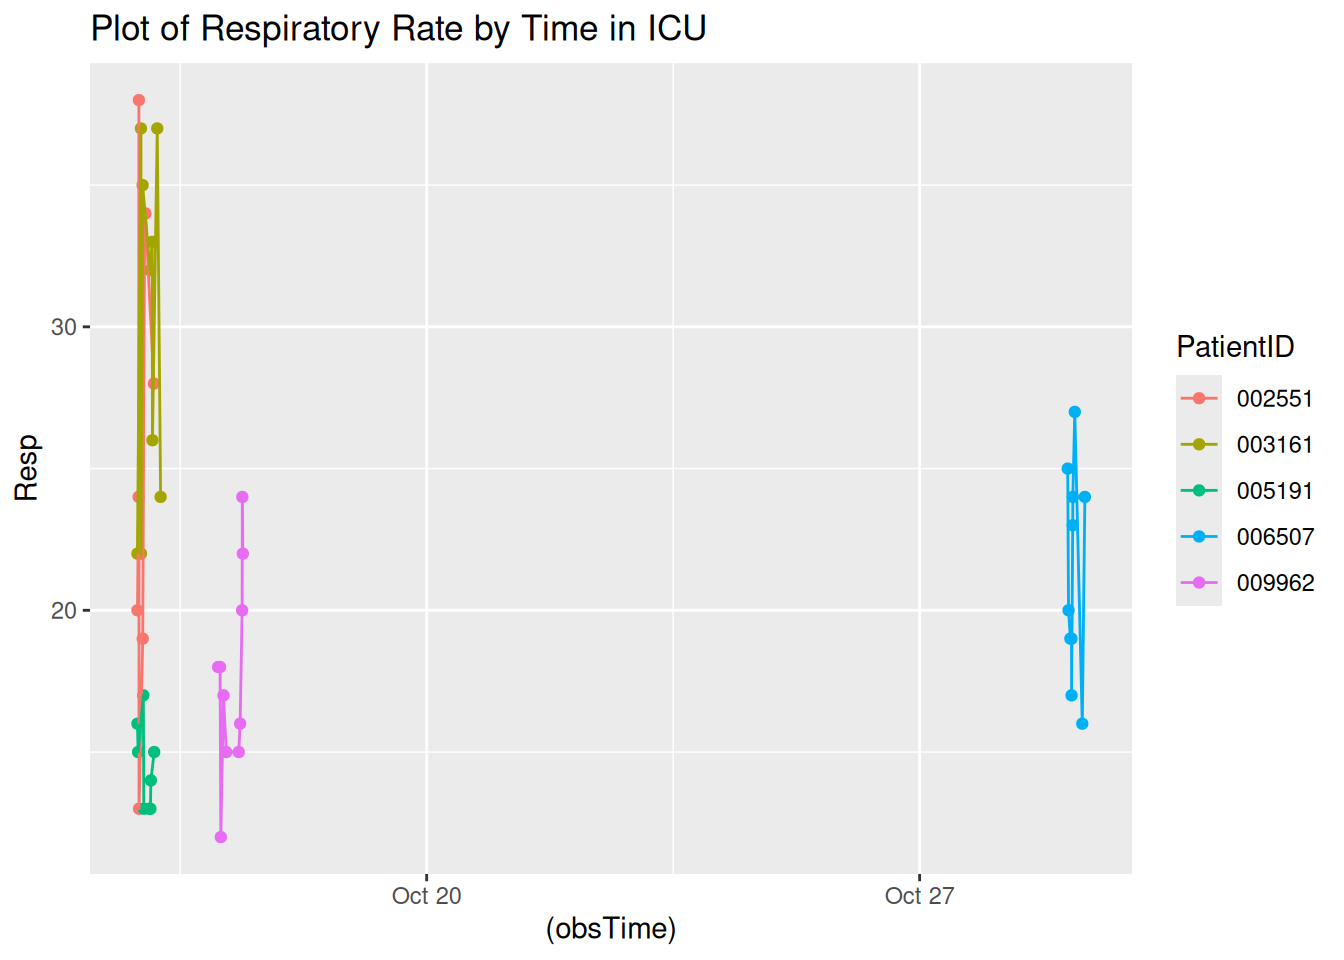 Plot of Respiratory Rate by Time in ICU
Resp
30
20
Oct 20
Oct 27
(obsTime)
PatientID
002551
003161
005191
006507
009962